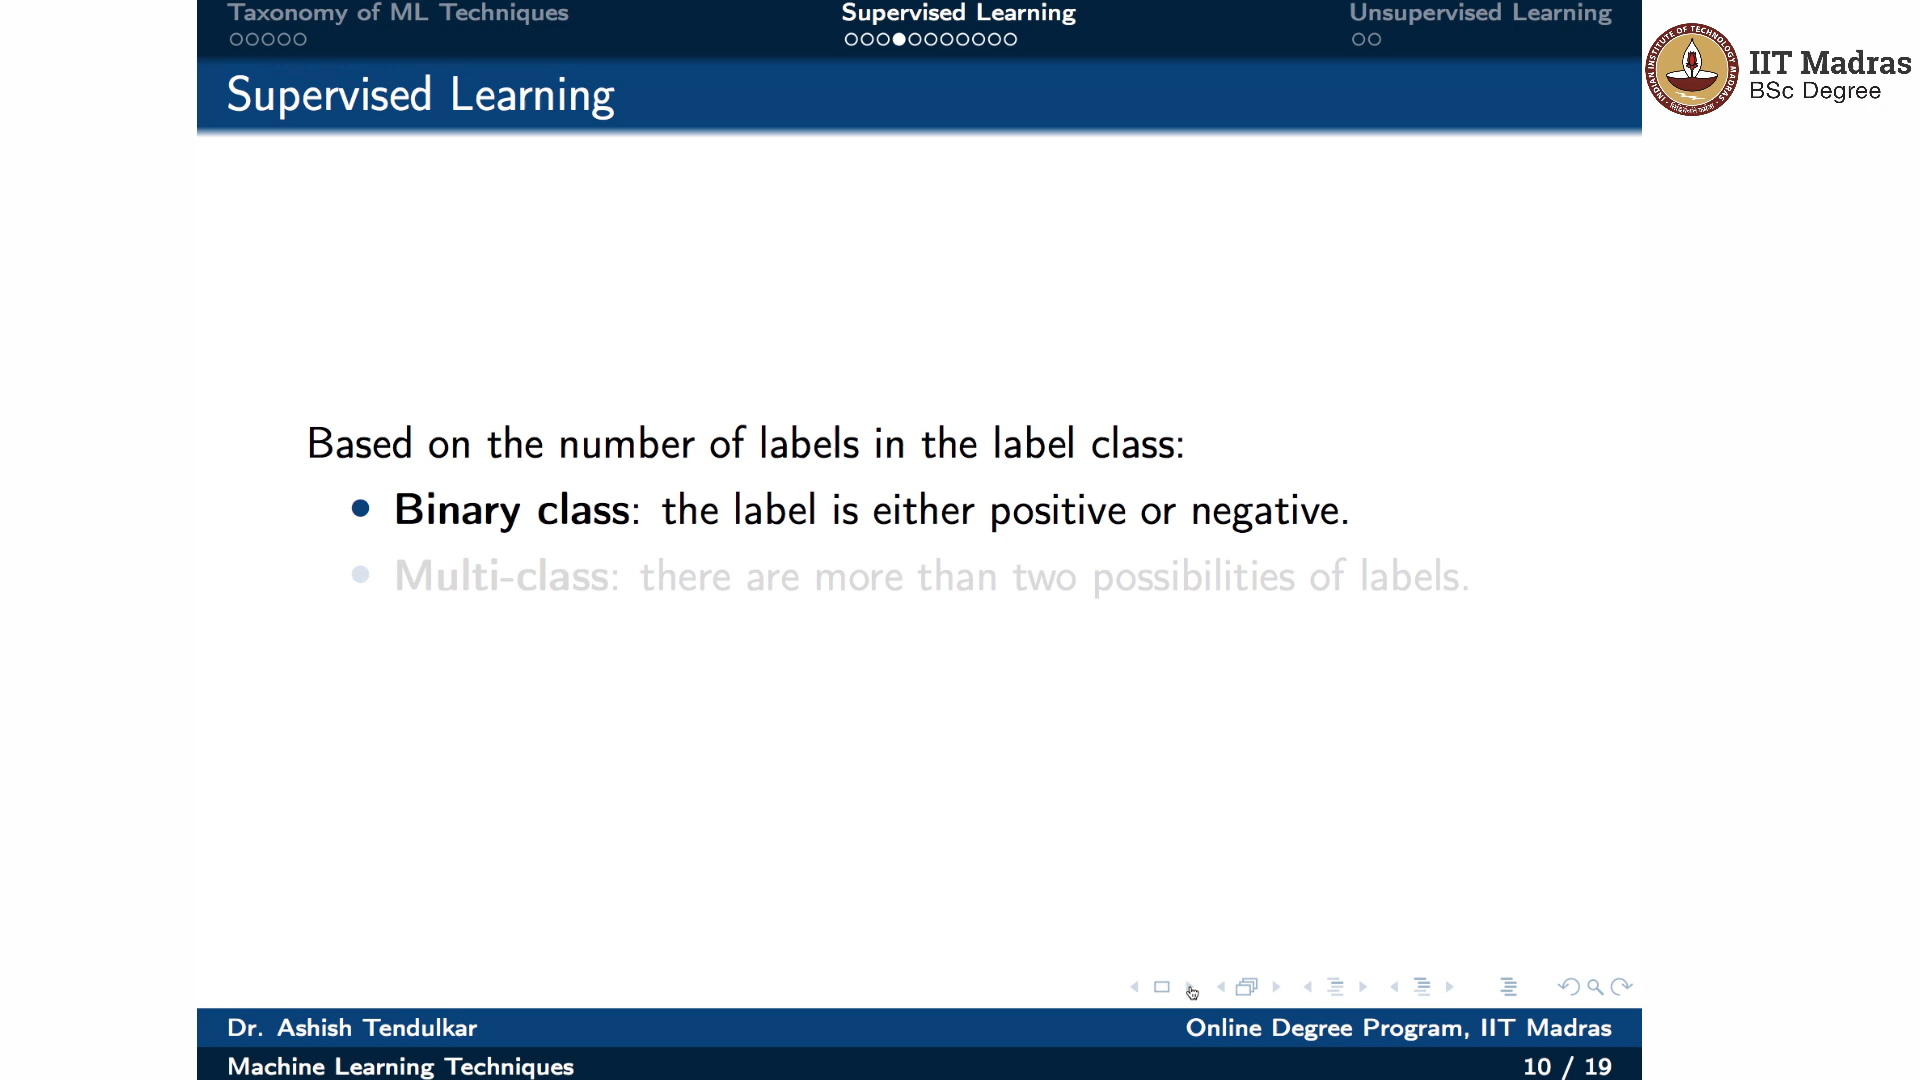 Taxonomy of ML Techniques
Supervised Learning
Unsupervised Learning
Supervised Learning
IIT Madras
BSc Degree
Based on the number of labels in the label class:
Binary class: the label is either positive or negative.
Multi-class: there are more than two possibilities of labels.
Dr. Ashish Tendulkar
Online Degree Program, IIT Madras
Machine Learning Techniques
10 / 19